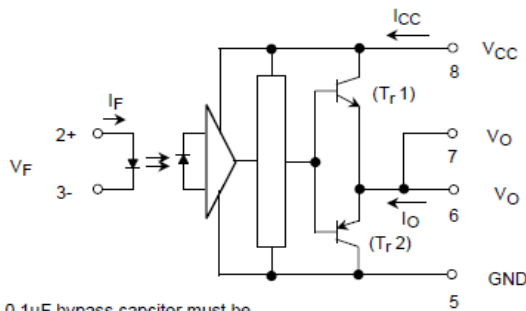 ICC
VCC
8
(Tr 1)
IF
2+
VO
7
VF
3-
VO
6
IO
(Tr 2)
GND
5
0.1uF bypass capcitor must be